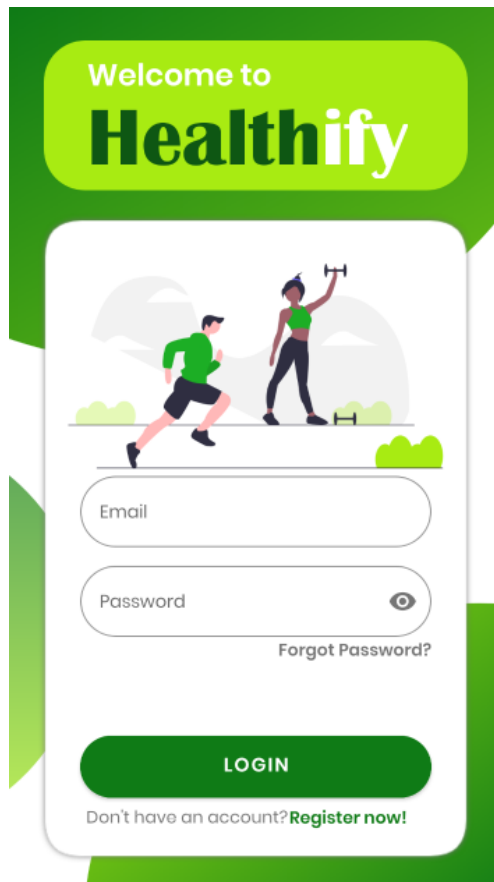 Welcome to
Healthify
Email
Password
Forgot Password?
LOGIN
Don't have an account?Register now!